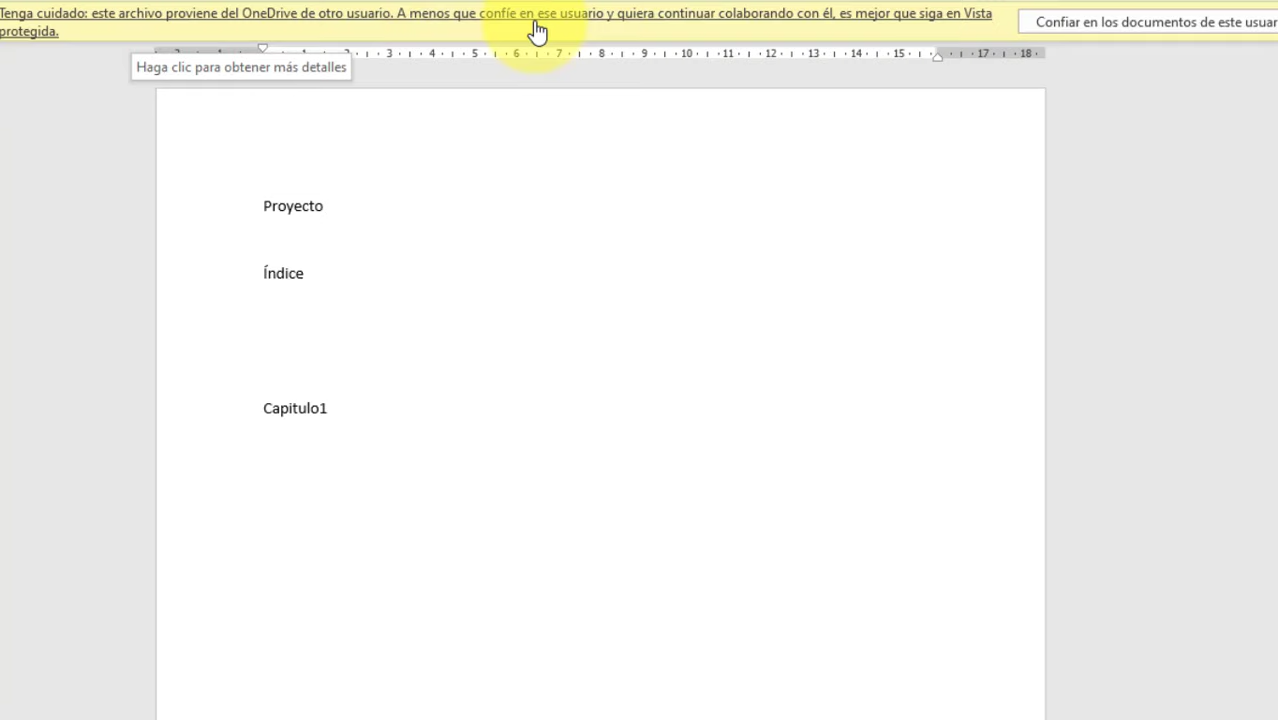 Tenga cuidado: este archivo proviene del OneDrive de otro usuario. A menos que confíe en ese usuario y quiera continuar colaborando con él, es mejor que siga en Vista
protegida.
Confiar en los documentos de este usuar
1 2 3 4 5 6 7 8 9 10 11 12 13 14 15 17 18
Haga clic para obtener más detalles
Proyecto
Índice
Capitulo1